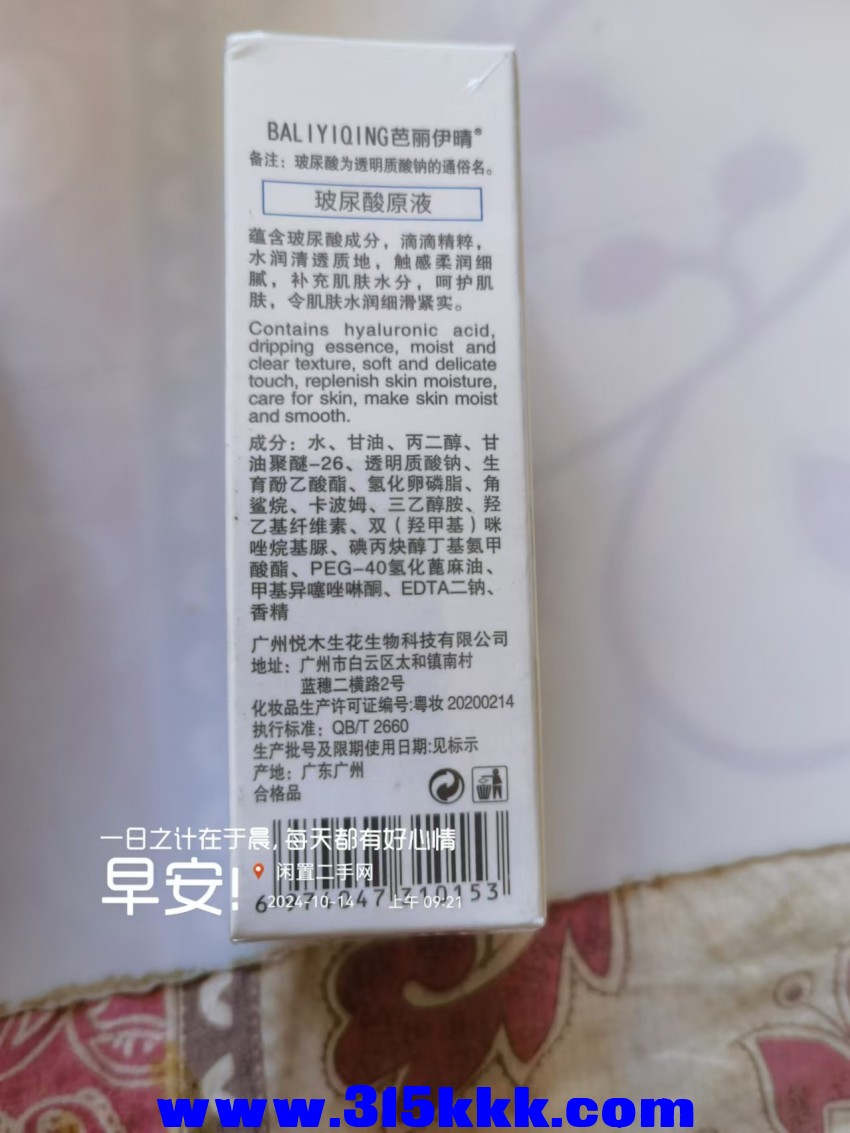 BALIYIQING芭丽伊晴®
备注：玻尿酸为透明质酸钠的通俗名。
玻尿酸原液
蕴含玻尿酸成分，滴滴精粹，
水润清透质地，触感柔润细
腻，补充肌肤水分，呵护肌
肤，令肌肤水润细滑紧实。
Contains hyaluronic acid,
dripping essence, moist and
clear texture, soft and delicate
touch, replenish skin moisture,
care for skin, make skin moist
and smooth.
成分：水、甘油、丙二醇、甘
油聚醚-26、透明质酸钠、生
育酚乙酸酯、氢化卵磷脂、角
鲨烷、卡波姆、三乙醇胺、羟
乙基纤维素、双（羟甲基）咪
唑烷基脲、碘丙炔醇丁基氨甲
酸酯、PEG-40氢化蓖麻油、
甲基异噻唑啉酮、EDTA二钠、
香精
广州悦木生花生物科技有限公司
地址：广州市白云区太和镇南村
蓝穗二横路2号
化妆品生产许可证编号:粤妆 20200214
执行标准：QB/T 2660
生产批号及限期使用日期:见标示
产地：广东广州
合格品
一日之计在于晨,每天都有好心情
早安!
闲置二手网
2024-10-14 上午 09:21
www.315kkk.com